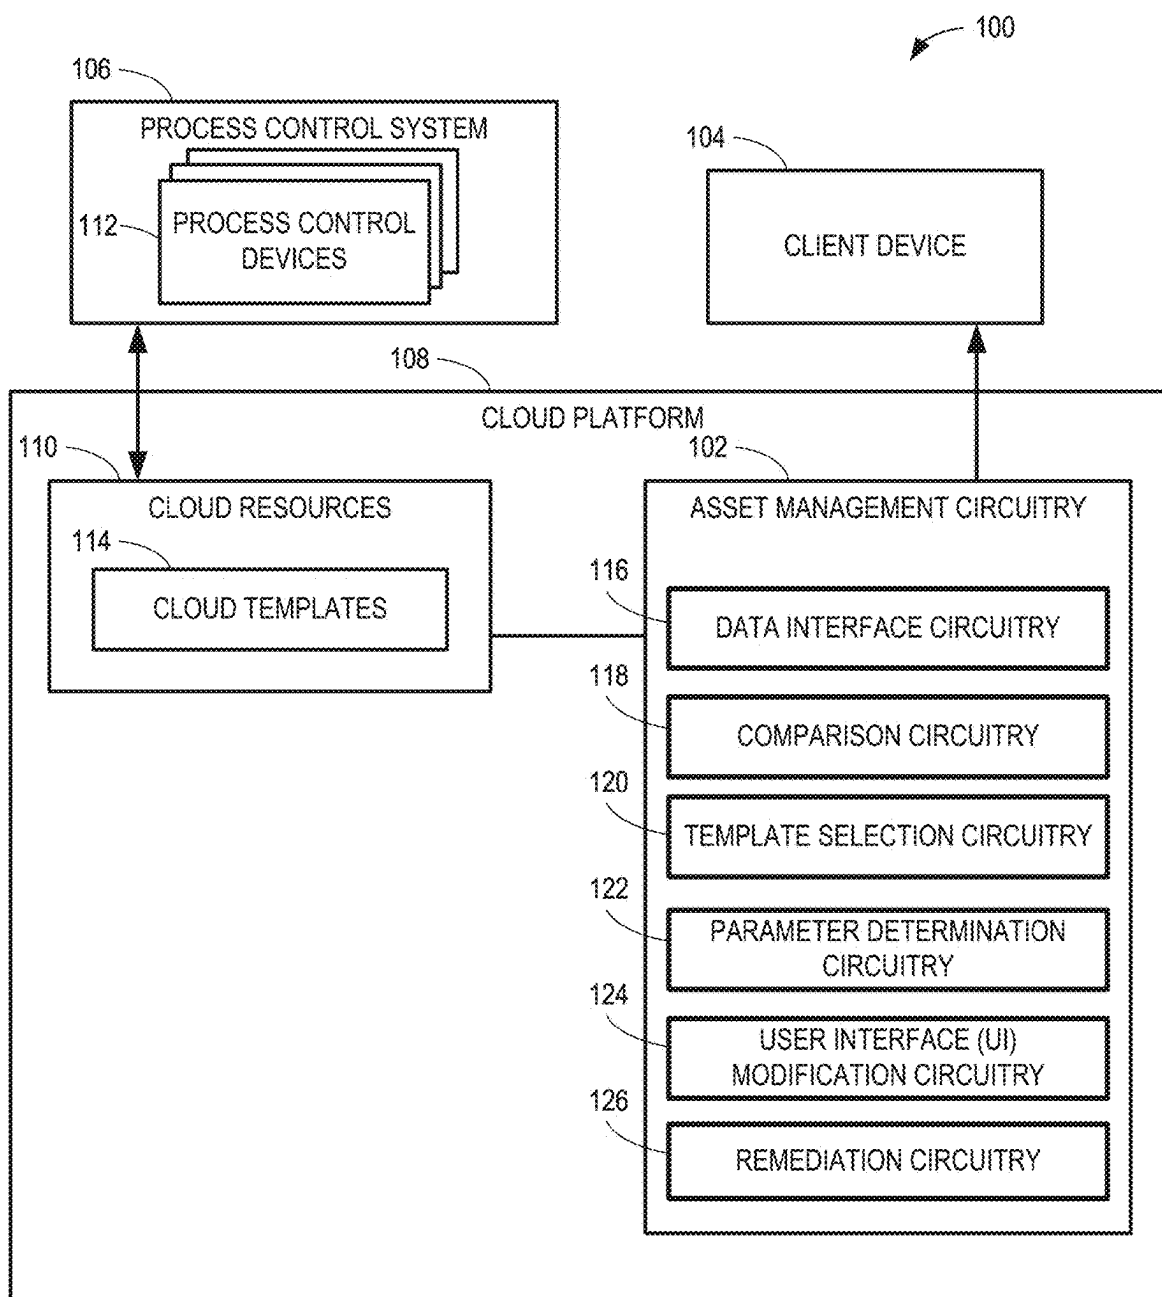 100
106
PROCESS CONTROL SYSTEM
112
PROCESS CONTROL
DEVICES
104
CLIENT DEVICE
108
CLOUD PLATFORM
110
CLOUD RESOURCES
114
CLOUD TEMPLATES
102
ASSET MANAGEMENT CIRCUITRY
116
DATA INTERFACE CIRCUITRY
118
COMPARISON CIRCUITRY
120
TEMPLATE SELECTION CIRCUITRY
122
PARAMETER DETERMINATION
CIRCUITRY
124
USER INTERFACE (UI)
MODIFICATION CIRCUITRY
126
REMEDIATION CIRCUITRY